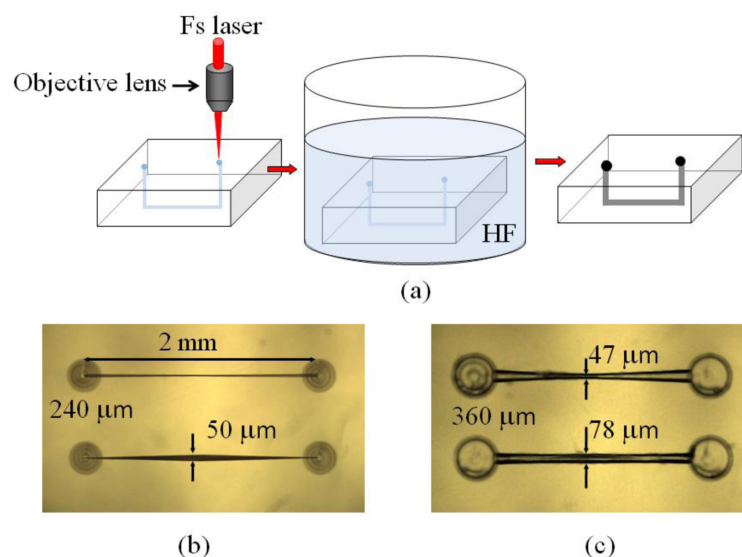 Fs laser
Objective lens
HF
(a)
2 mm
240 μm
50 μm
(b)
47 μm
360 μm
78 μm
(c)